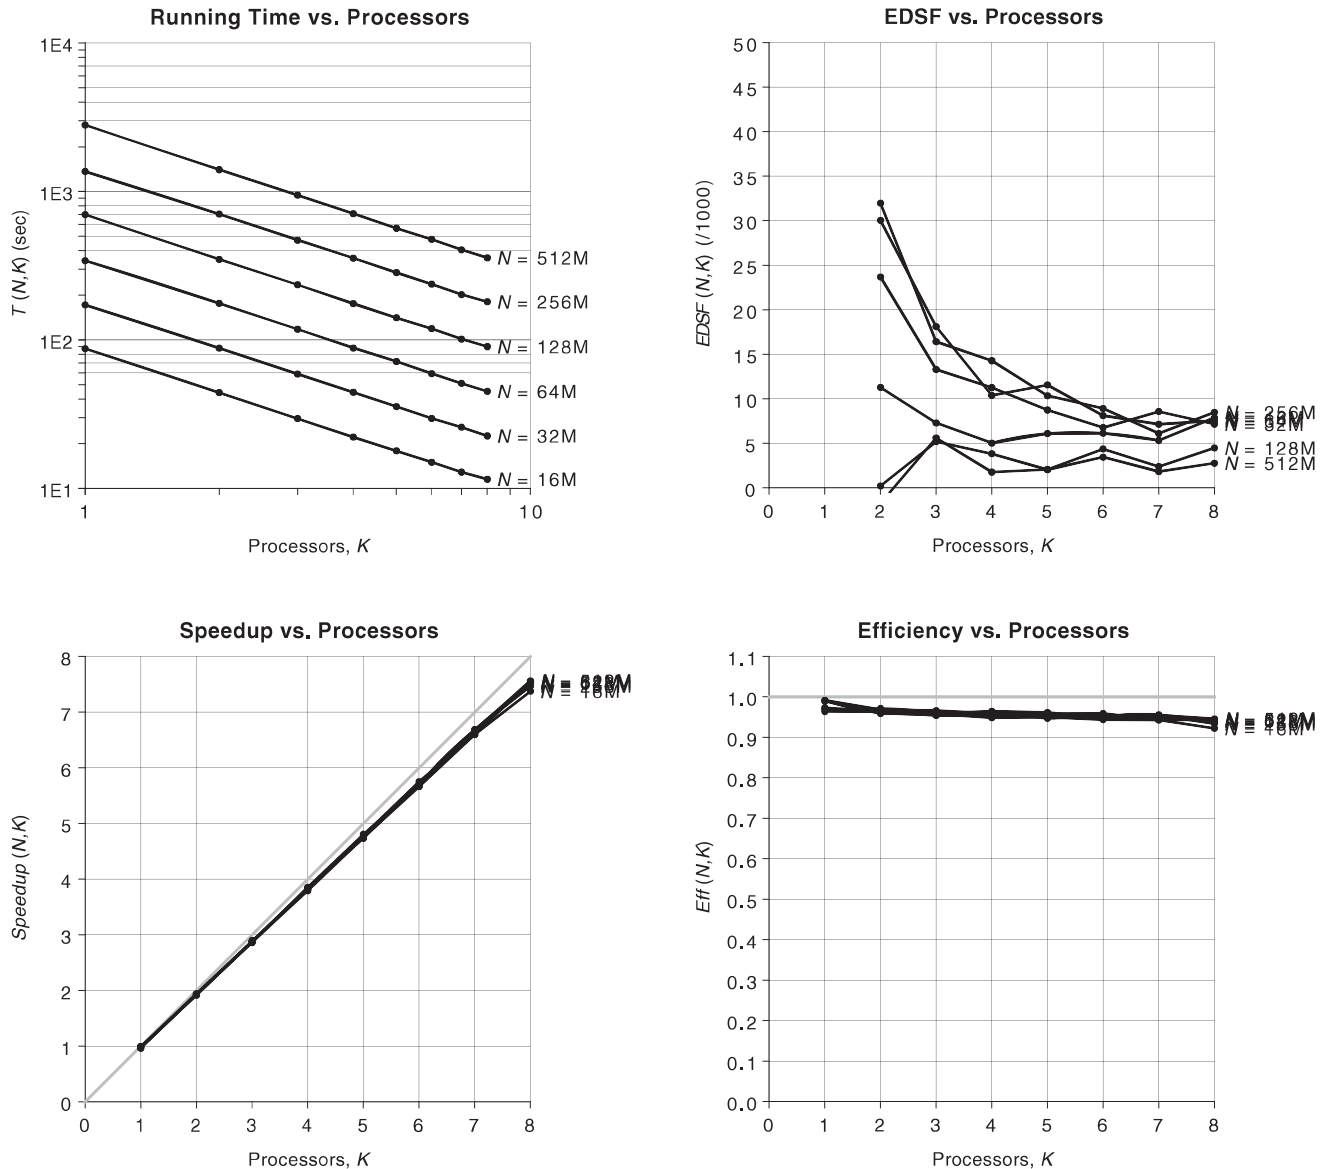 Running Time vs. Processors
1E4
1E3
1E2
1E1
T (N,K) (sec)
N = 512M
N = 256M
N = 128M
N = 64M
N = 32M
N = 16M
1 10
Processors, K
EDSF vs. Processors
50
45
40
35
30
25
20
15
10
5
0
EDSF (N,K) (/1000)
N = 256M
N = 32M
N = 128M
N = 512M
0 1 2 3 4 5 6 7 8
Processors, K
Speedup vs. Processors
8
7
6
5
4
3
2
1
0
Speedup (N,K)
N = 16M
0 1 2 3 4 5 6 7 8
Processors, K
Efficiency vs. Processors
1.1
1.0
0.9
0.8
0.7
0.6
0.5
0.4
0.3
0.2
0.1
0.0
Eff (N,K)
N = 16M
0 1 2 3 4 5 6 7 8
Processors, K